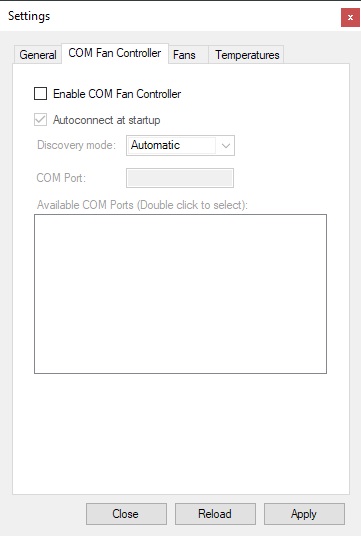 Settings
x
General COM Fan Controller Fans Temperatures
Enable COM Fan Controller
Autoconnect at startup
Discovery mode: Automatic
COM Port:
Available COM Ports (Double click to select):
Close Reload Apply